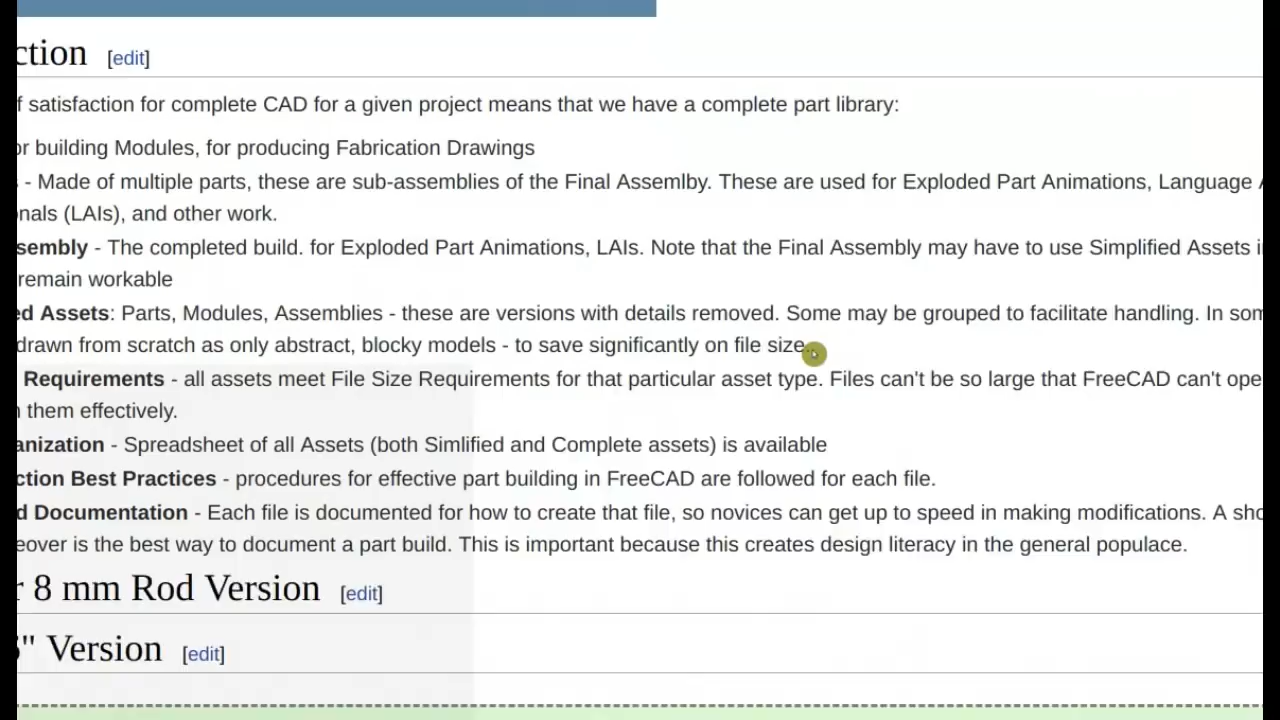 ction [edit]
f satisfaction for complete CAD for a given project means that we have a complete part library:
or building Modules, for producing Fabrication Drawings
- Made of multiple parts, these are sub-assemblies of the Final Assemlby. These are used for Exploded Part Animations, Language
onals (LAIs), and other work.
sembly - The completed build. for Exploded Part Animations, LAIs. Note that the Final Assembly may have to use Simplified Assets i
remain workable
ed Assets: Parts, Modules, Assemblies - these are versions with details removed. Some may be grouped to facilitate handling. In som
drawn from scratch as only abstract, blocky models - to save significantly on file size.
Requirements - all assets meet File Size Requirements for that particular asset type. Files can't be so large that FreeCAD can't ope
n them effectively.
anization - Spreadsheet of all Assets (both Simlified and Complete assets) is available
ction Best Practices - procedures for effective part building in FreeCAD are followed for each file.
d Documentation - Each file is documented for how to create that file, so novices can get up to speed in making modifications. A sho
eover is the best way to document a part build. This is important because this creates design literacy in the general populace.
r 8 mm Rod Version [edit]
" Version [edit]